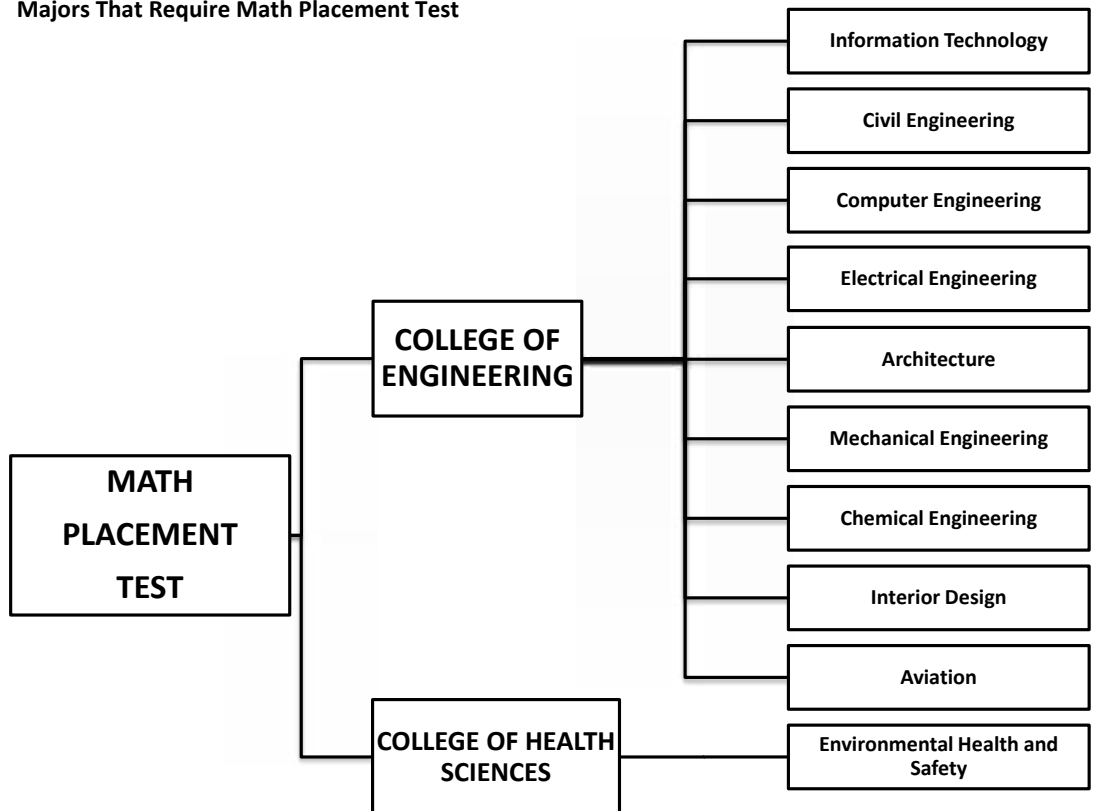 Majors That Require Math Placement Test
Information Technology
Civil Engineering
Computer Engineering
Electrical Engineering
COLLEGE OF
ENGINEERING
Architecture
Mechanical Engineering
MATH
PLACEMENT
TEST
Chemical Engineering
Interior Design
Aviation
COLLEGE OF HEALTH
SCIENCES
Environmental Health and
Safety